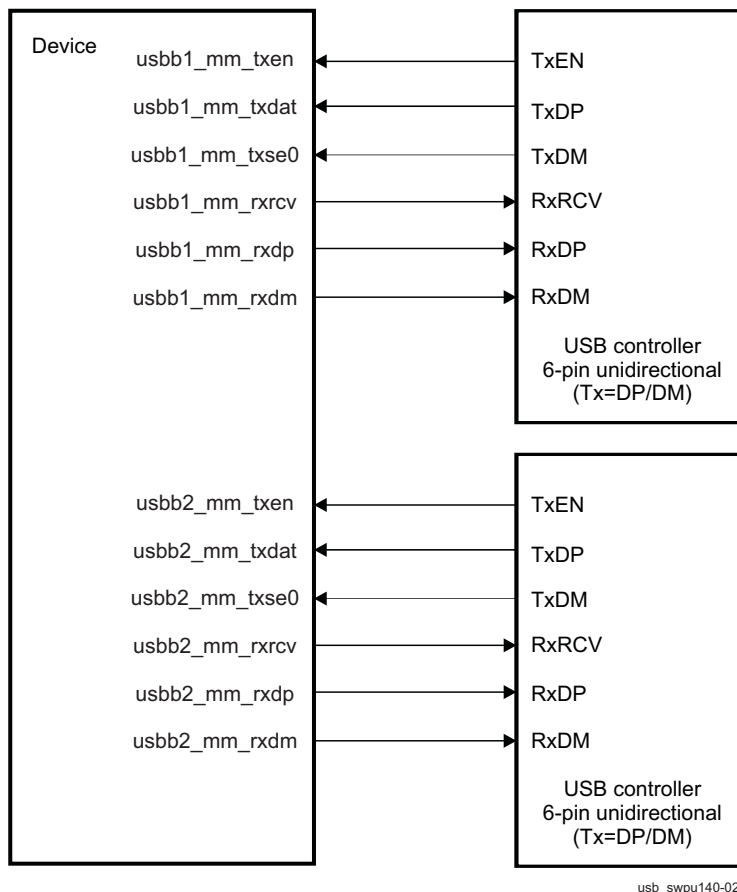 Device
usbb1_mm_txen TxEN
usbb1_mm_txdat TxDP
usbb1_mm_txse0 TxDM
usbb1_mm_rxrcv RxRCV
usbb1_mm_rxdp RxDP
usbb1_mm_rxdm RxDM
USB controller
6-pin unidirectional
(Tx=DP/DM)
usbb2_mm_txen TxEN
usbb2_mm_txdat TxDP
usbb2_mm_txse0 TxDM
usbb2_mm_rxrcv RxRCV
usbb2_mm_rxdp RxDP
usbb2_mm_rxdm RxDM
USB controller
6-pin unidirectional
(Tx=DP/DM)
usb_swpu140-02